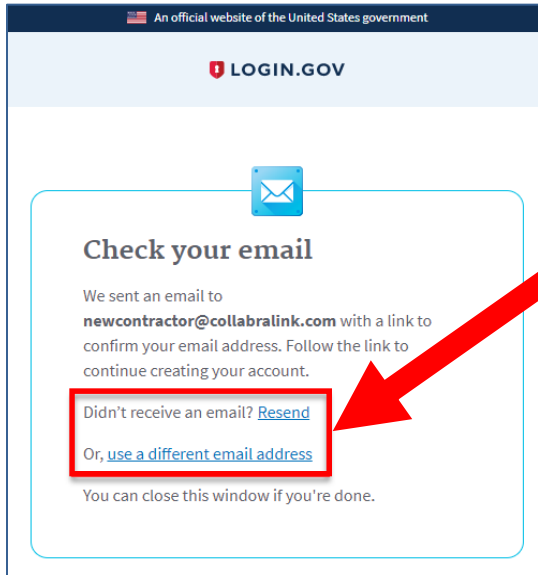 An official website of the United States government
LOGIN.GOV
Check your email
We sent an email to
newcontractor@collabralink.com with a link to
confirm your email address. Follow the link to
continue creating your account.
Didn't receive an email? Resend
Or, use a different email address
You can close this window if you're done.